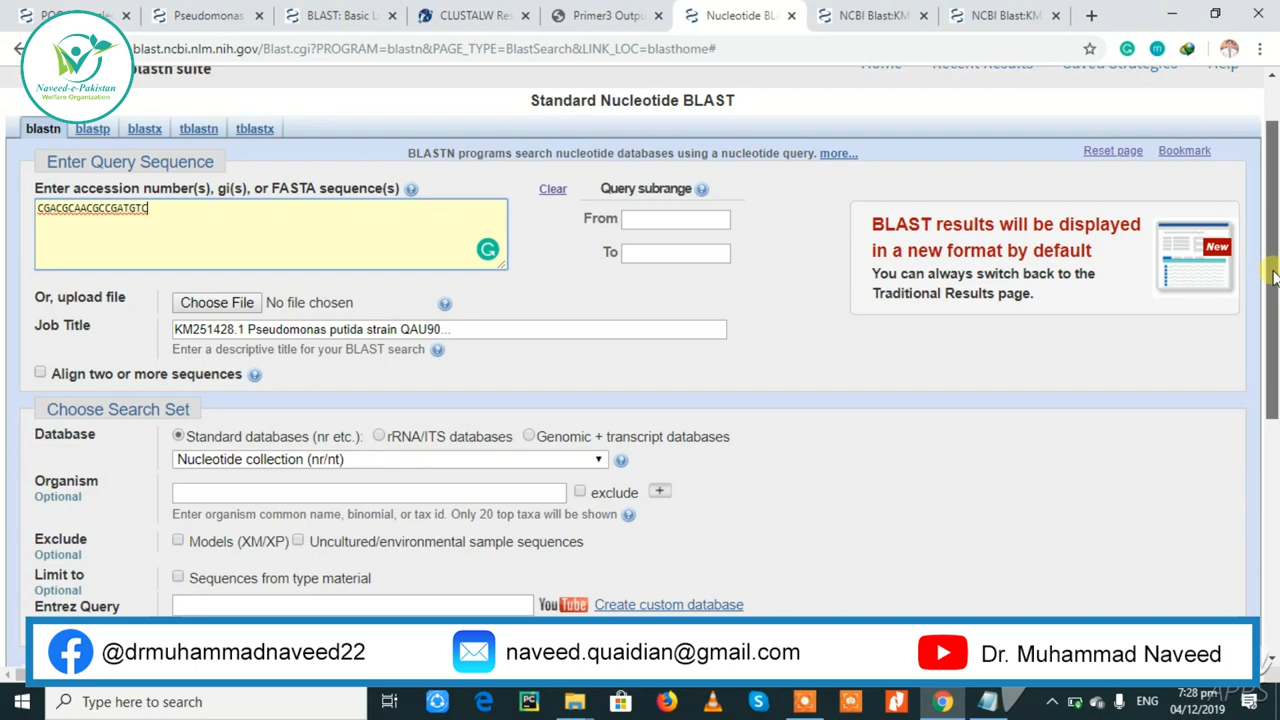 Pseudomonas
BLAST: Basic L
CLUSTALW Re
Primer3 Outpu
Nucleotide BL
NCBI Blast:KM
NCBI Blast:KM
blast.ncbi.nlm.nih.gov/Blast.cgi?PROGRAM=blastn&PAGE_TYPE=BlastSearch&LINK_LOC=blasthome#
Naveed-e-Pakistan
Welfare Organization
blastn suite
Home Recent Results Saved Strategies Help
Standard Nucleotide BLAST
blastn blastp blastx tblastn tblastx
Enter Query Sequence
BLASTN programs search nucleotide databases using a nucleotide query. more...
Reset page Bookmark
Enter accession number(s), gi(s), or FASTA sequence(s)
Clear
Query subrange
CGACGCAACGCCGATGTC
From
To
BLAST results will be displayed
in a new format by default
You can always switch back to the
Traditional Results page.
New
Or, upload file
Choose File No file chosen
Job Title
KM251428.1 Pseudomonas putida strain QAU90...
Enter a descriptive title for your BLAST search
Align two or more sequences
Choose Search Set
Database
Standard databases (nr etc.): rRNA/ITS databases Genomic + transcript databases
Nucleotide collection (nr/nt)
Organism
Optional
exclude +
Enter organism common name, binomial, or tax id. Only 20 top taxa will be shown
Exclude
Optional
Models (XM/XP) Uncultured/environmental sample sequences
Limit to
Optional
Sequences from type material
Entrez Query
YouTube Create custom database
@drmuhammadnaveed22
naveed.quaidian@gmail.com
Dr. Muhammad Naveed
Type here to search
ENG
7:28 pm
04/12/2019
APPS